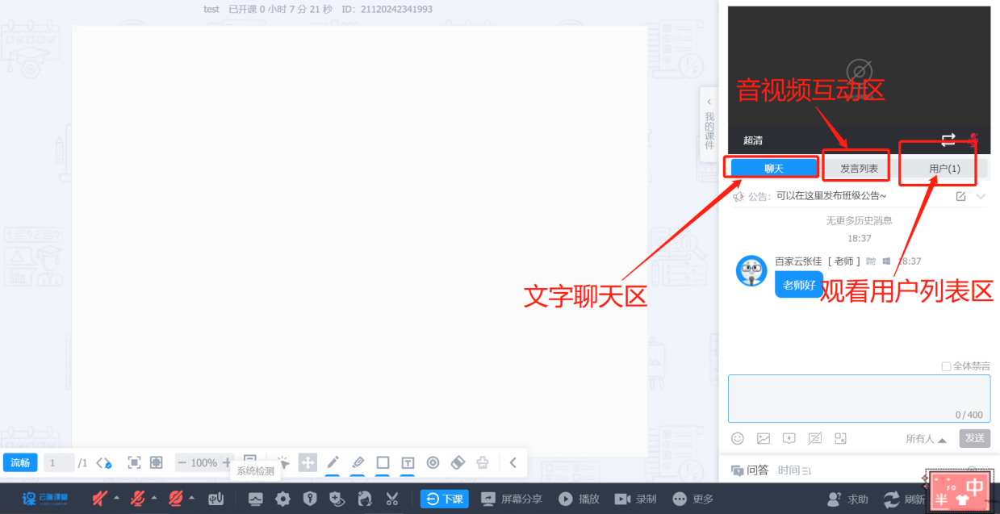 test 已开课 0 小时 7 分 21 秒 ID: 21120242341993
音视频互动区
我的课件
超清
聊天 发言列表 用户(1)
公告: 可以在这里发布班级公告~
无更多历史消息
18:37
百家云张佳 [ 老师 ] 18:37
老师好
文字聊天区
观看用户列表区
全体禁言
0/400
所有人 发送
流畅 1 /1 100%
系统检测
问答 时间
云端课堂 下课 屏幕分享 播放 录制 更多 求助 刷新
中
半